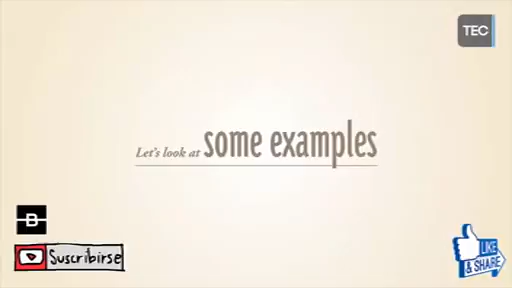 TEC
Let's look at some examples
B
Suscribirse
LIKE
& SHARE